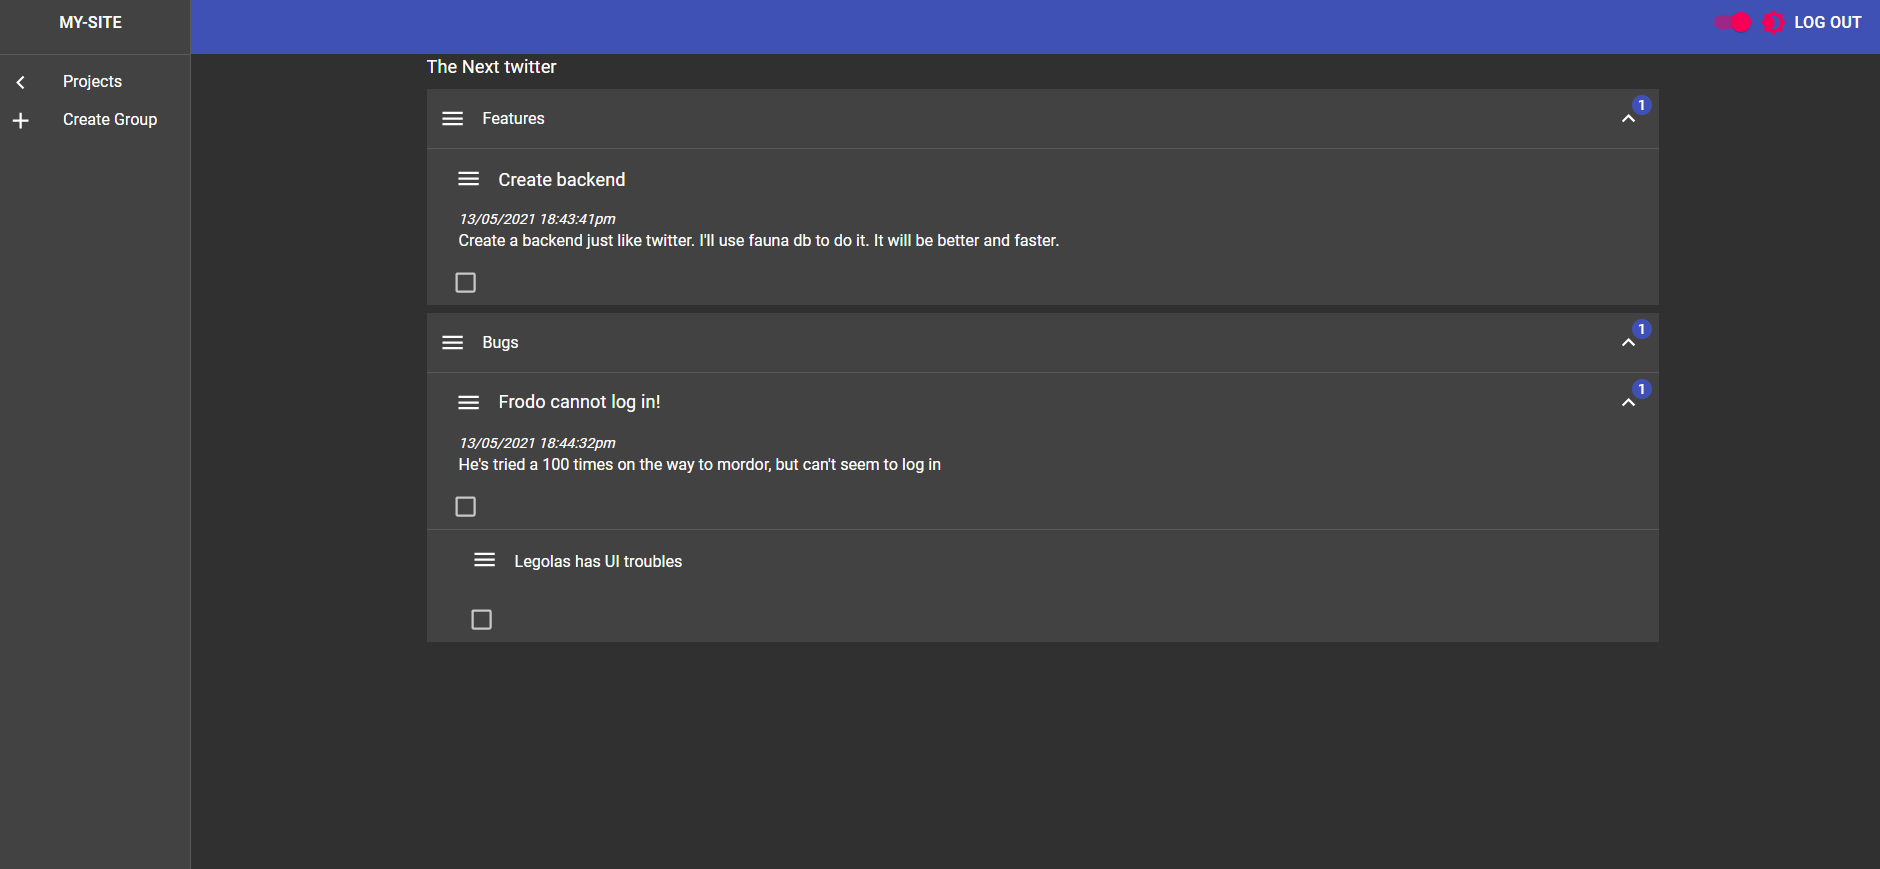 MY-SITE
LOG OUT
Projects
Create Group
The Next twitter
Features
1
Create backend
13/05/2021 18:43:41pm
Create a backend just like twitter. I'll use fauna db to do it. It will be better and faster.
Bugs
1
Frodo cannot log in!
1
13/05/2021 18:44:32pm
He's tried a 100 times on the way to mordor, but can't seem to log in
Legolas has UI troubles